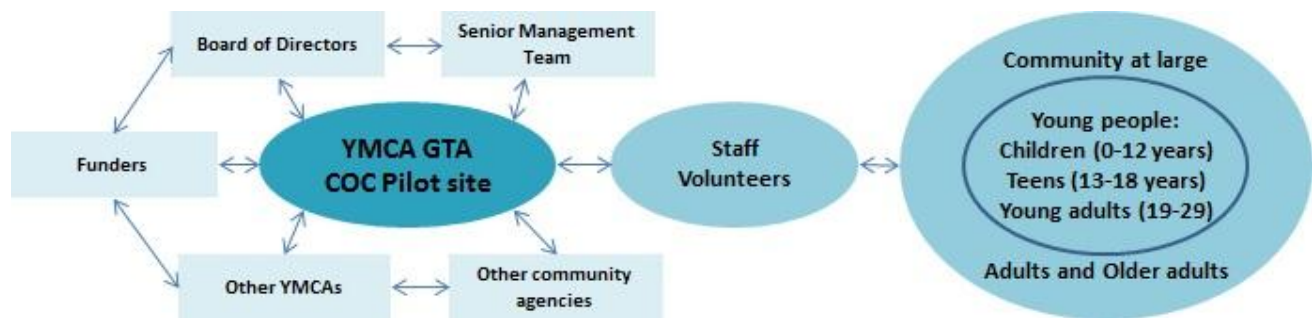 Board of Directors
Senior Management
Team
Funders
YMCA GTA
COC Pilot site
Staff
Volunteers
Other YMCAs
Other community
agencies
Community at large
Young people:
Children (0-12 years)
Teens (13-18 years)
Young adults (19-29)
Adults and Older adults